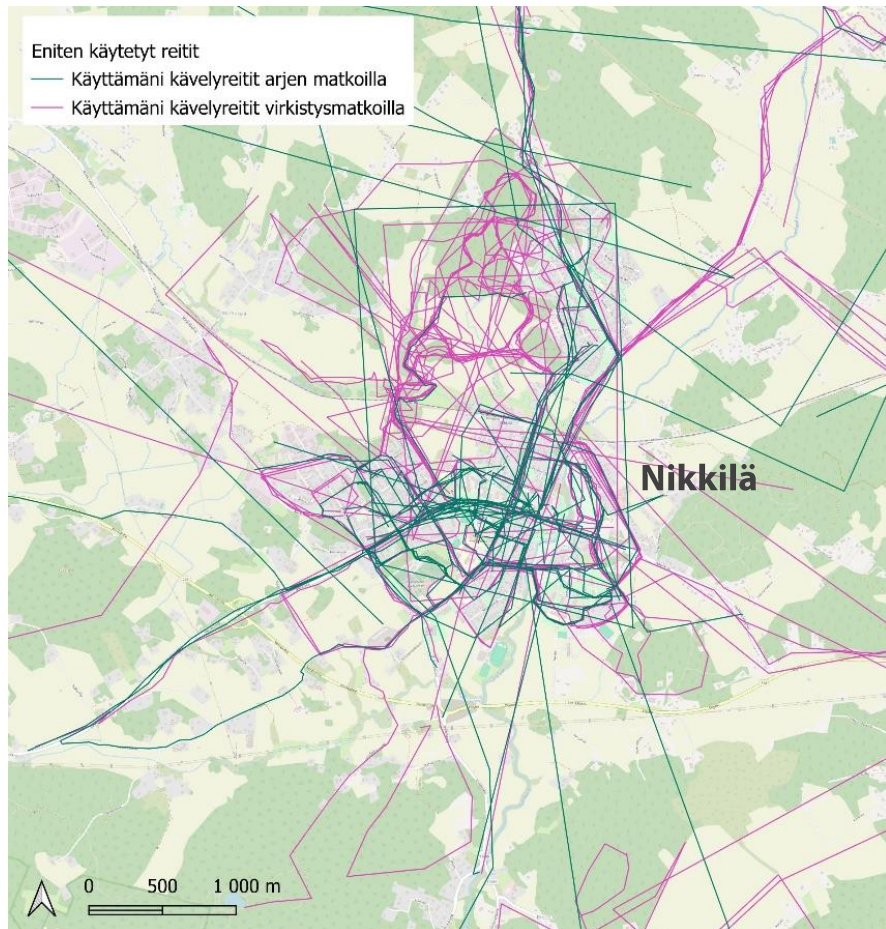 Eniten käytetyt reitit
Käyttämäni kävelyreitit arjen matkoilla
Käyttämäni kävelyreitit virkistysmatkoilla
Nikkilä
0 500 1 000 m